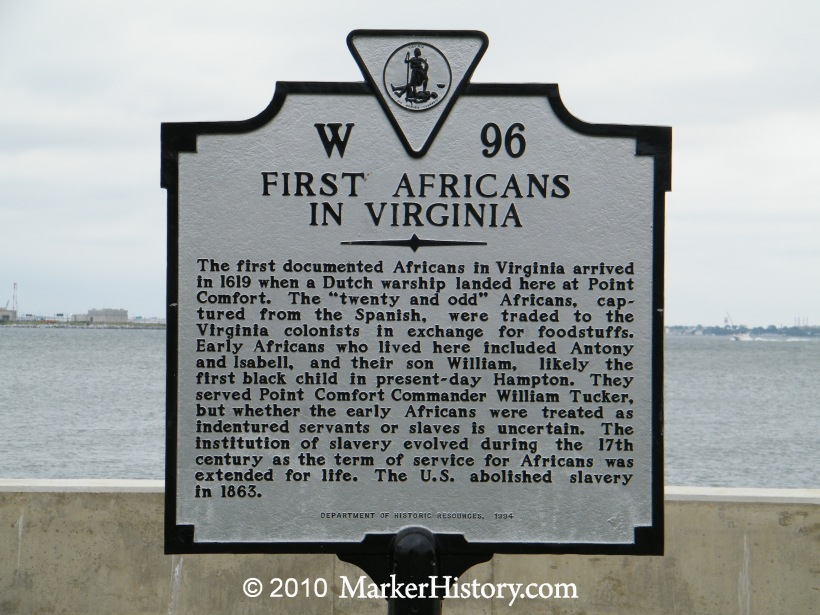 W 96
FIRST AFRICANS
IN VIRGINIA
The first documented Africans in Virginia arrived
in 1619 when a Dutch warship landed here at Point
Comfort. The "twenty and odd" Africans, cap-
tured from the Spanish, were traded to the
Virginia colonists in exchange for foodstuffs.
Early Africans who lived here included Antony
and Isabell, and their son William, likely the
first black child in present-day Hampton. They
served Point Comfort Commander William Tucker,
but whether the early Africans were treated as
indentured servants or slaves is uncertain. The
institution of slavery evolved during the 17th
century as the term of service for Africans was
extended for life. The U.S. abolished slavery
in 1863.
DEPARTMENT OF HISTORIC RESOURCES, 1994
© 2010 MarkerHistory.com